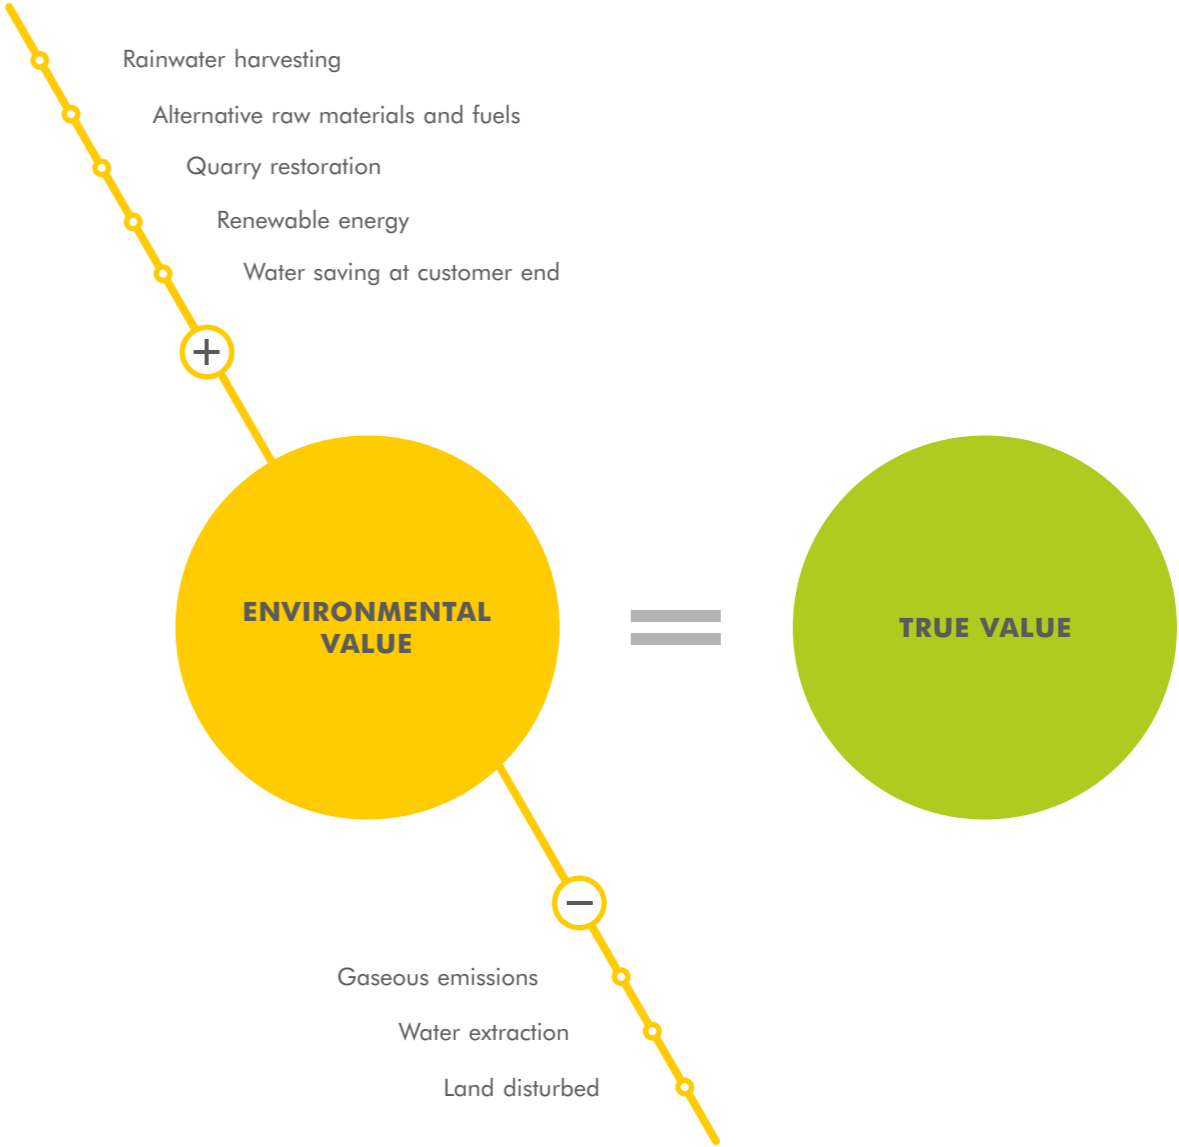 Rainwater harvesting
Alternative raw materials and fuels
Quarry restoration
Renewable energy
Water saving at customer end
+
ENVIRONMENTAL
VALUE
=
TRUE VALUE
−
Gaseous emissions
Water extraction
Land disturbed